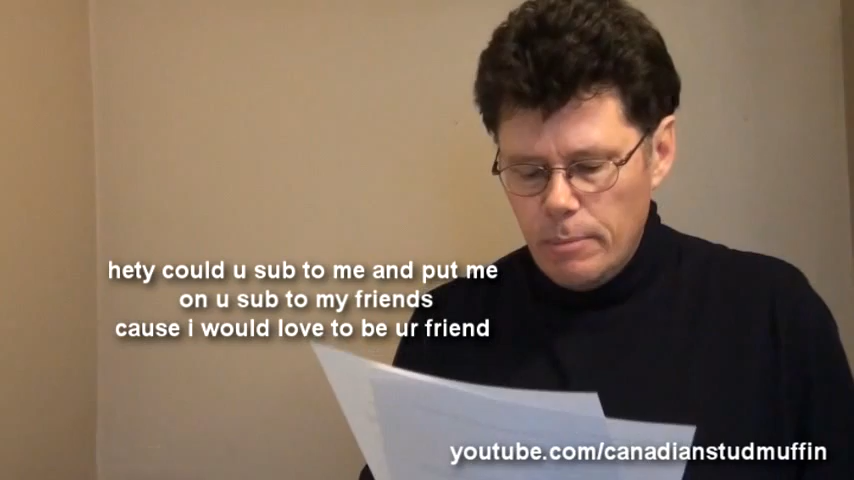 hety could u sub to me and put me
on u sub to my friends
cause i would love to be ur friend
youtube.com/canadianstudmuffin